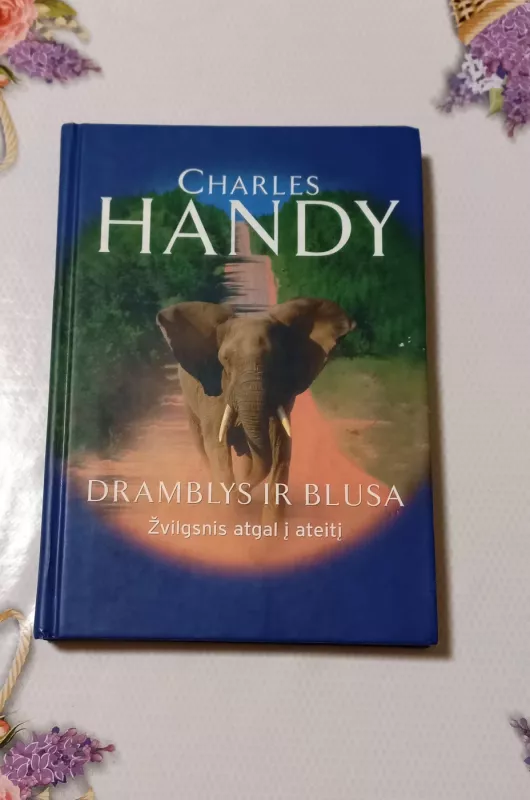 CHARLES
HANDY
DRAMBLYS IR BLUSA
Žvilgsnis atgal į ateitį